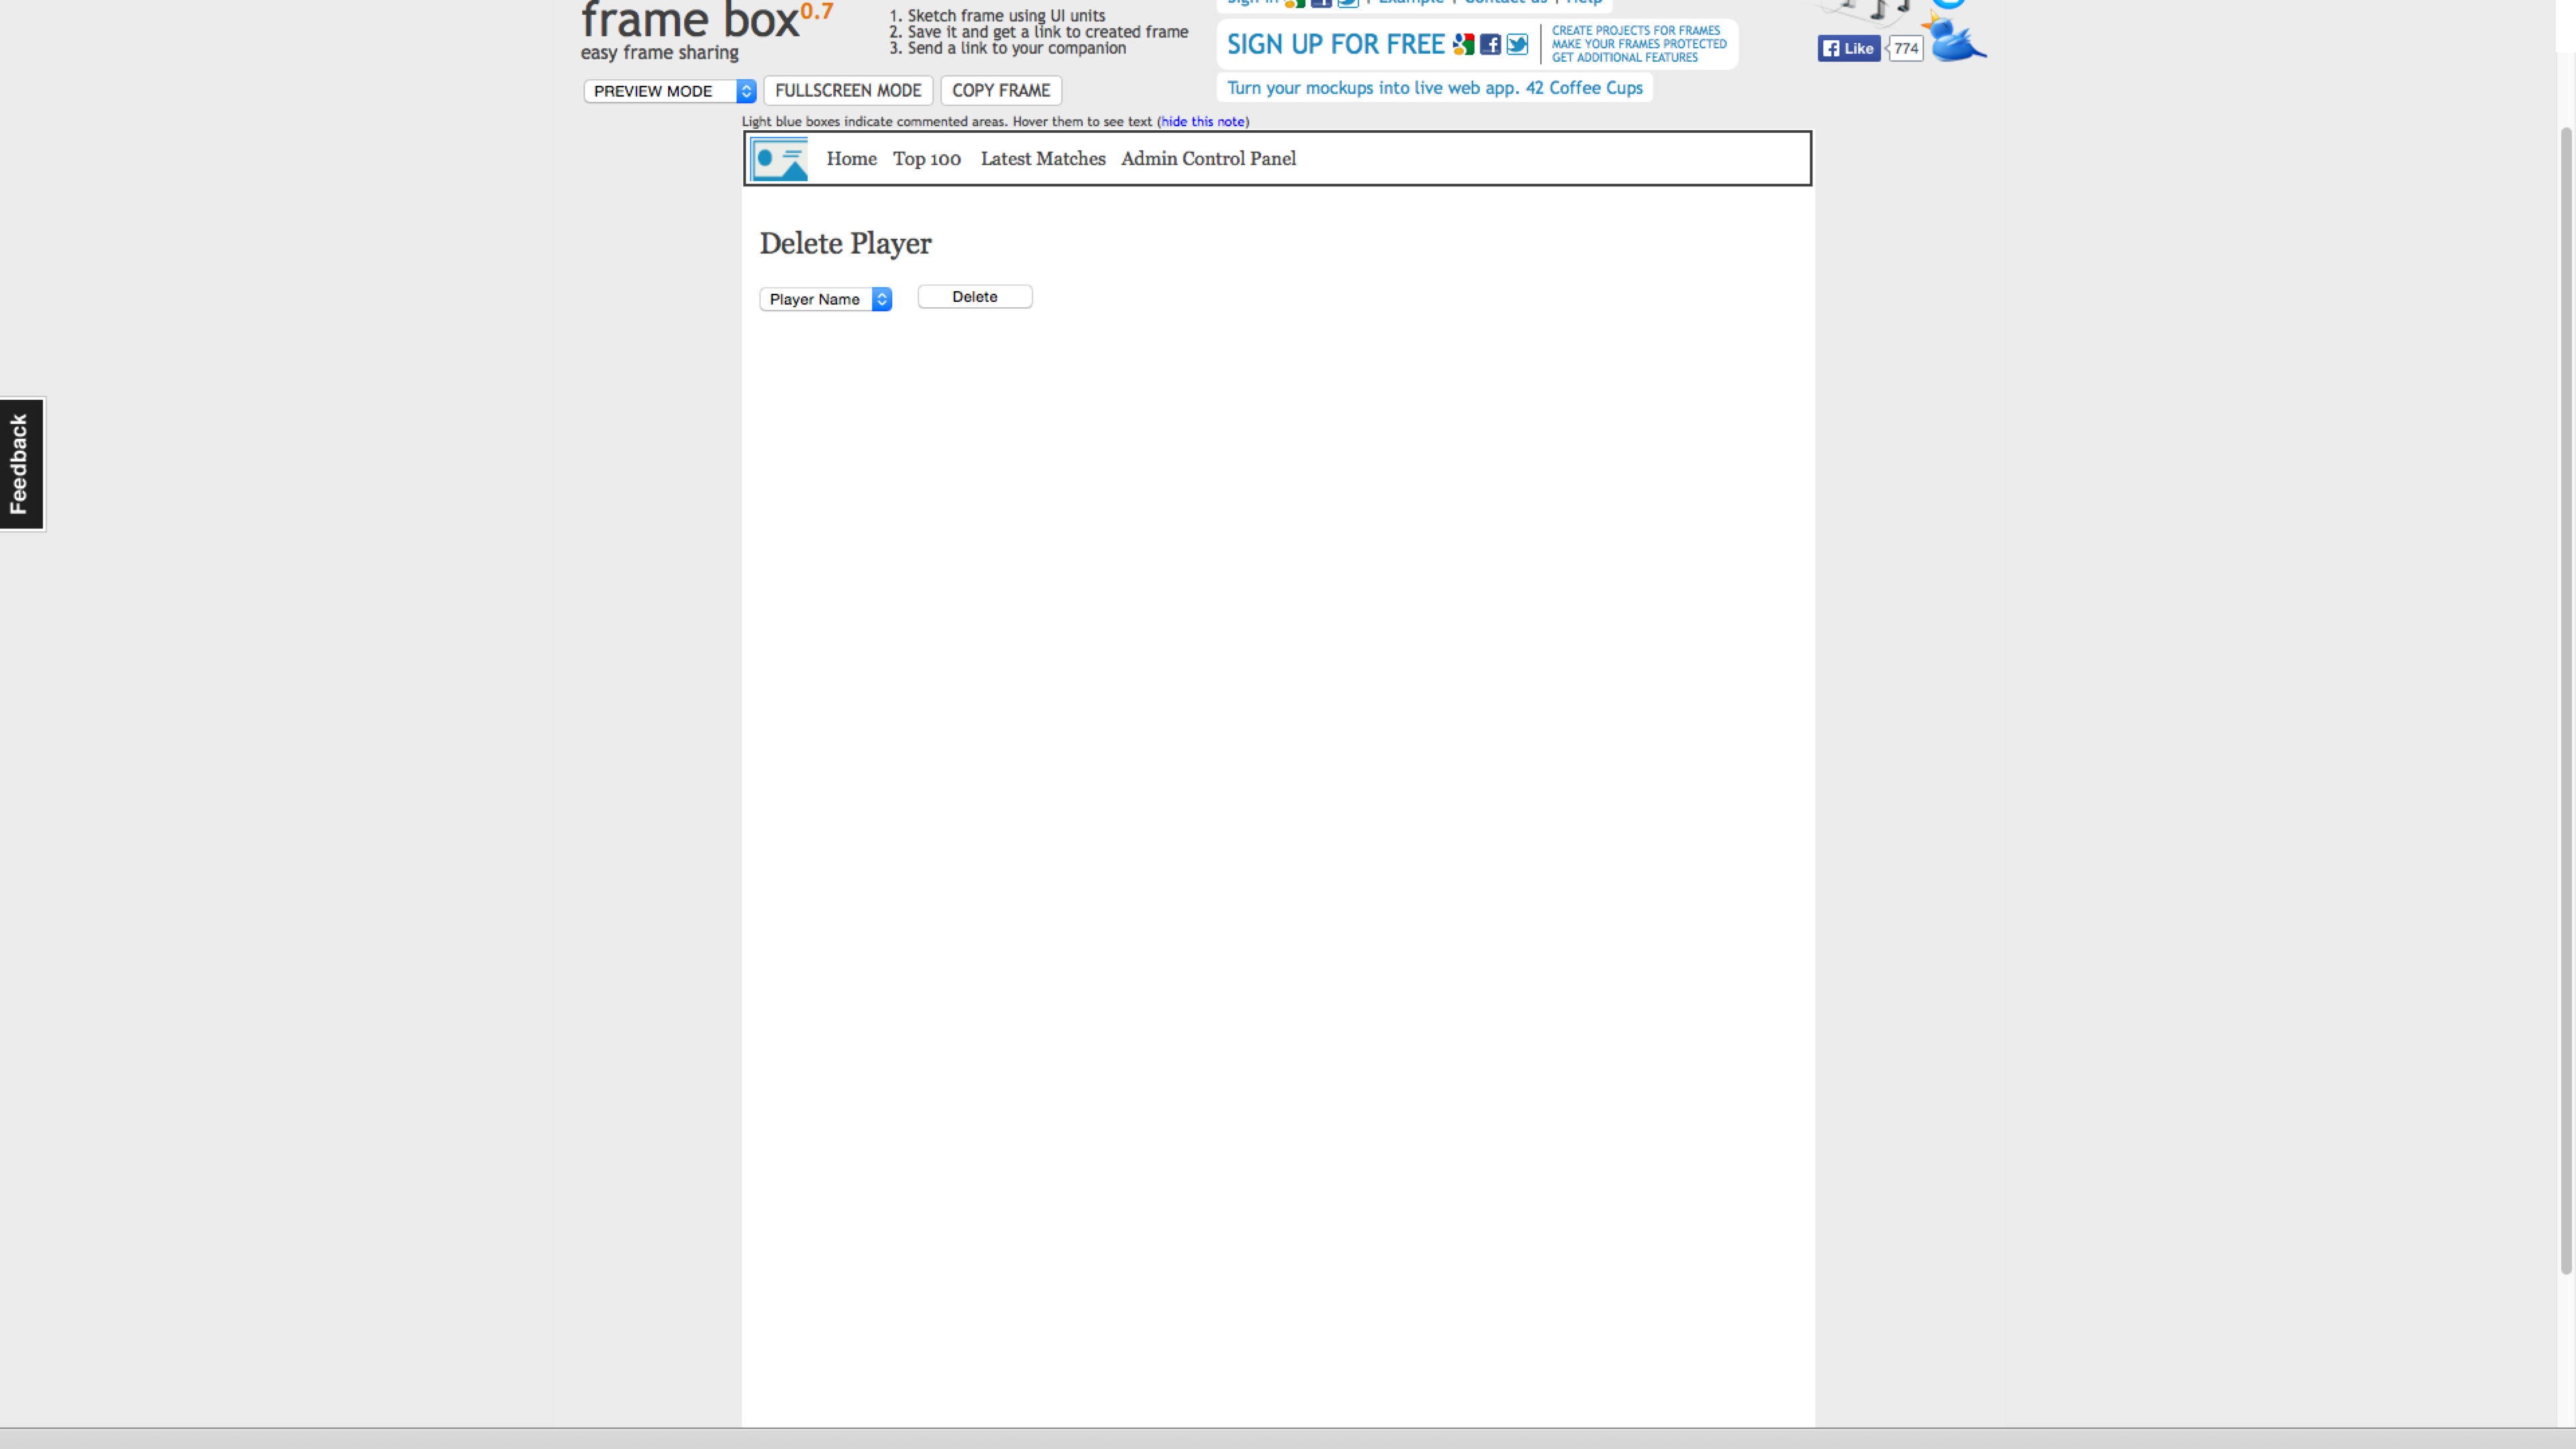 frame box0.7
easy frame sharing
1. Sketch frame using UI units
2. Save it and get a link to created frame
3. Send a link to your companion
Sign in | Example | Contact us | Help
SIGN UP FOR FREE
CREATE PROJECTS FOR FRAMES
MAKE YOUR FRAMES PROTECTED
GET ADDITIONAL FEATURES
Like 774
PREVIEW MODE FULLSCREEN MODE COPY FRAME
Turn your mockups into live web app. 42 Coffee Cups
Light blue boxes indicate commented areas. Hover them to see text (hide this note)
Home Top 100 Latest Matches Admin Control Panel
Delete Player
Player Name Delete
Feedback